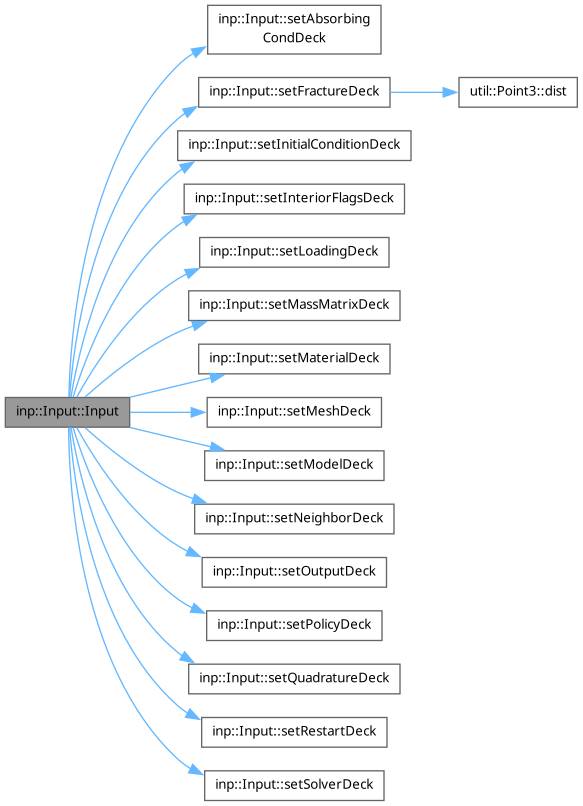 inp::Input::setAbsorbing
CondDeck
inp::Input::setFractureDeck
util::Point3::dist
inp::Input::setInitialConditionDeck
inp::Input::setInteriorFlagsDeck
inp::Input::setLoadingDeck
inp::Input::setMassMatrixDeck
inp::Input::setMaterialDeck
inp::Input::Input
inp::Input::setMeshDeck
inp::Input::setModelDeck
inp::Input::setNeighborDeck
inp::Input::setOutputDeck
inp::Input::setPolicyDeck
inp::Input::setQuadratureDeck
inp::Input::setRestartDeck
inp::Input::setSolverDeck